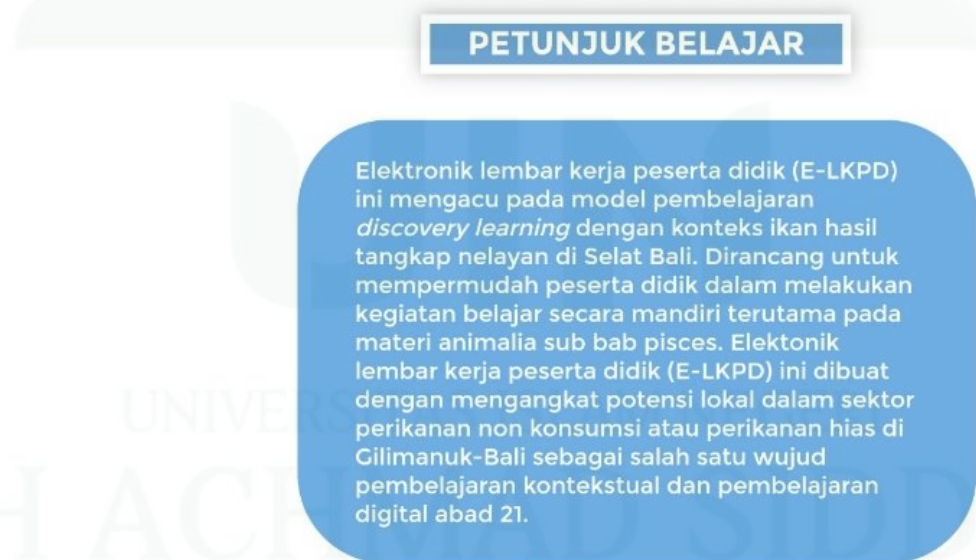 PETUNJUK BELAJAR
Elektronik lembar kerja peserta didik (E-LKPD)
ini mengacu pada model pembelajaran
discovery learning dengan konteks ikan hasil
tangkap nelayan di Selat Bali. Dirancang untuk
mempermudah peserta didik dalam melakukan
kegiatan belajar secara mandiri terutama pada
materi animalia sub bab pisces. Elektonik
lembar kerja peserta didik (E-LKPD) ini dibuat
dengan mengangkat potensi lokal dalam sektor
perikanan non konsumsi atau perikanan hias di
Gilimanuk-Bali sebagai salah satu wujud
pembelajaran kontekstual dan pembelajaran
digital abad 21.